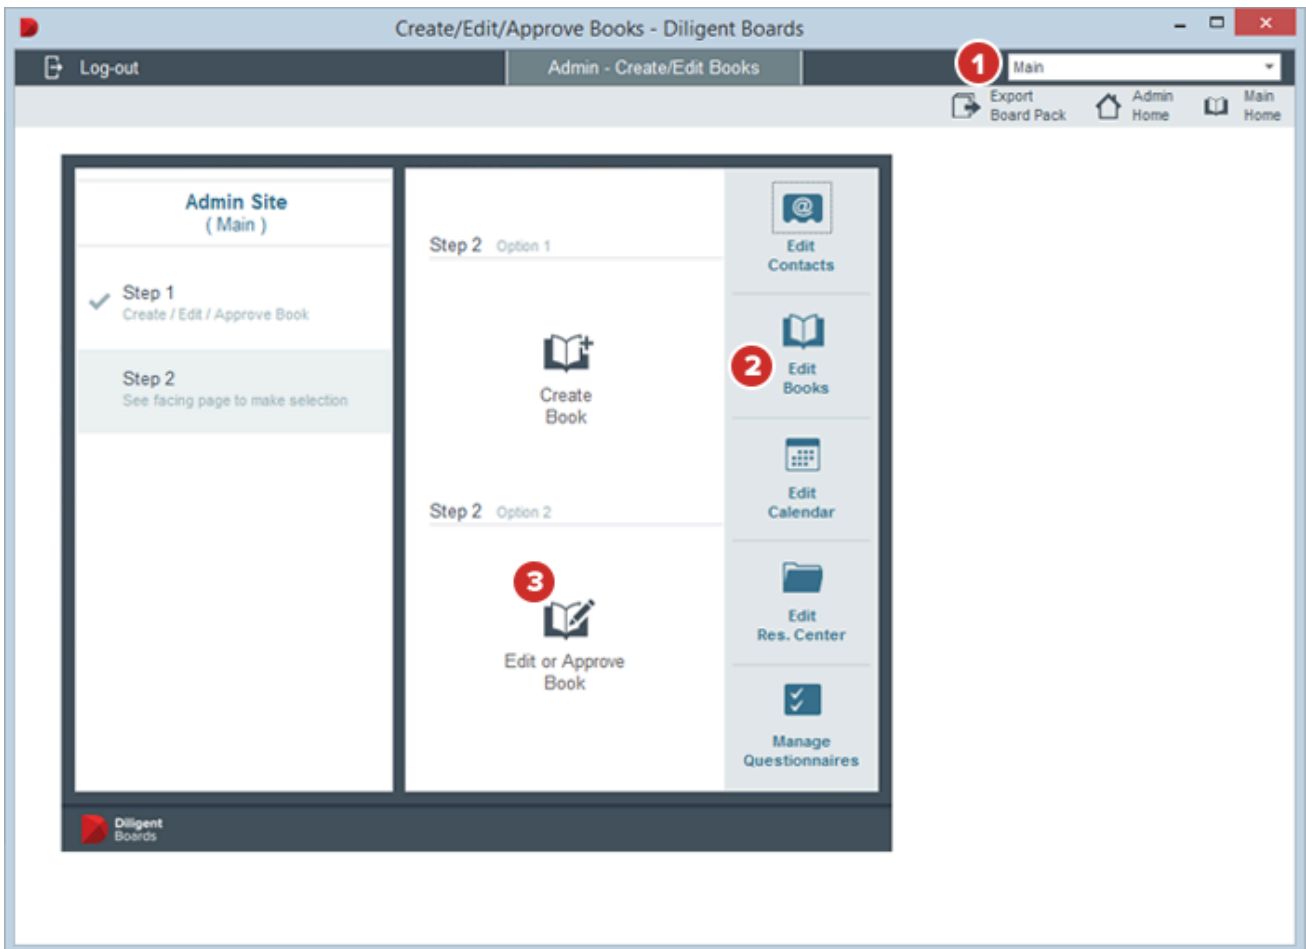 Create/Edit/Approve Books - Diligent Boards
Log-out
Admin - Create/Edit Books
1
Main
Export
Board Pack
Admin
Home
Main
Home
Admin Site
( Main )
Step 1
Create / Edit / Approve Book
Step 2
See facing page to make selection
Step 2 Option 1
Create
Book
Step 2 Option 2
3
Edit or Approve
Book
@
Edit
Contacts
2
Edit
Books
Edit
Calendar
Edit
Res. Center
Manage
Questionnaires
Diligent
Boards